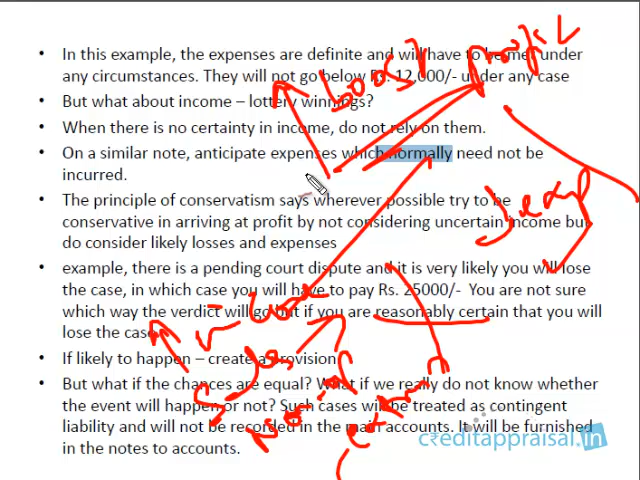 • In this example, the expenses are definite and will have to be met under
any circumstances. They will not go below Rs. 12,000/- under any case
• But what about income – lottery winnings?
• When there is no certainty in income, do not rely on them.
• On a similar note, anticipate expenses which normally need not be
incurred.
• The principle of conservatism says wherever possible try to be
conservative in arriving at profit by not considering uncertain income but
do consider likely losses and expenses
• example, there is a pending court dispute and it is very likely you will lose
the case, in which case you will have to pay Rs. 25000/- You are not sure
which way the verdict will go but if you are reasonably certain that you will
lose the case
• If likely to happen – create a provision
• But what if the chances are equal? What if we really do not know whether
the event will happen or not? Such cases will be treated as contingent
liability and will not be recorded in the main accounts. It will be furnished
in the notes to accounts.
boost
profit
Sales
creditappraisal.in